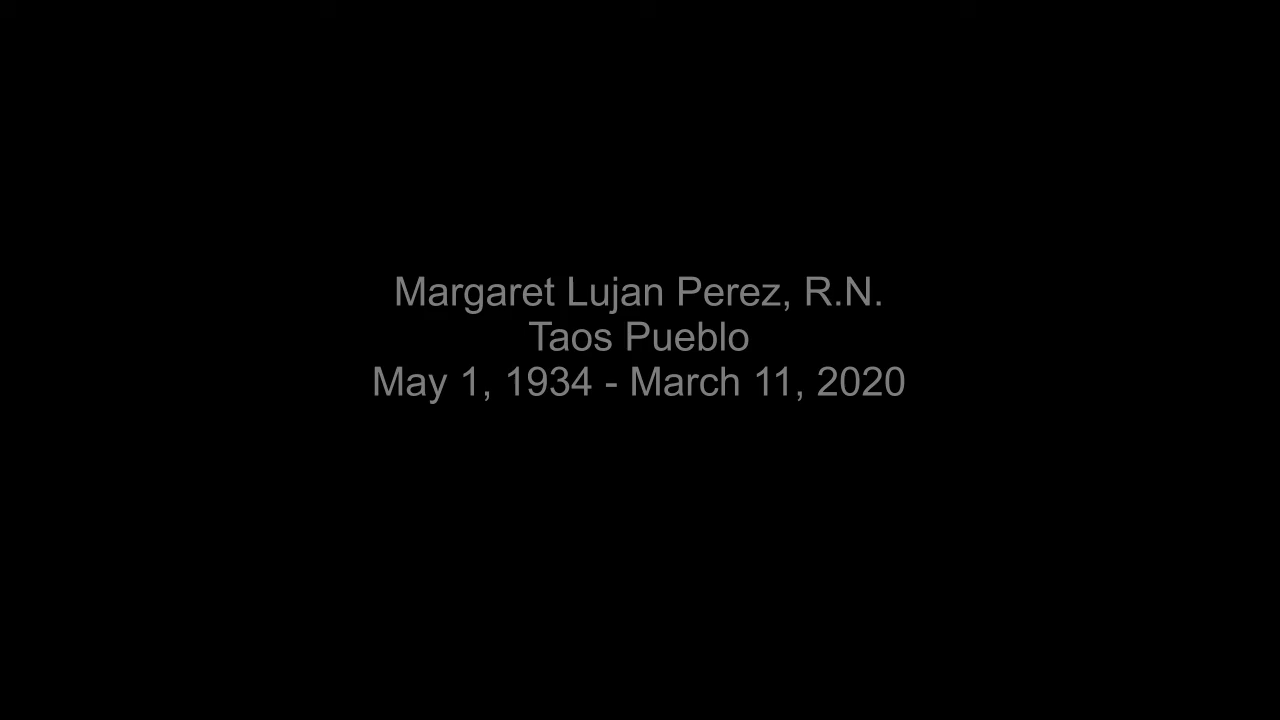 Margaret Lujan Perez, R.N.
Taos Pueblo
May 1, 1934 - March 11, 2020